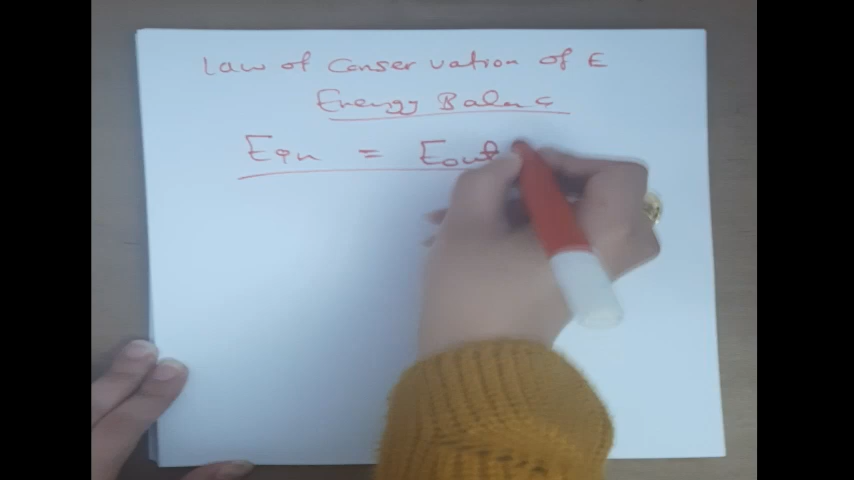 Law of Conservation of E
Energy Balance
Ein = Eout